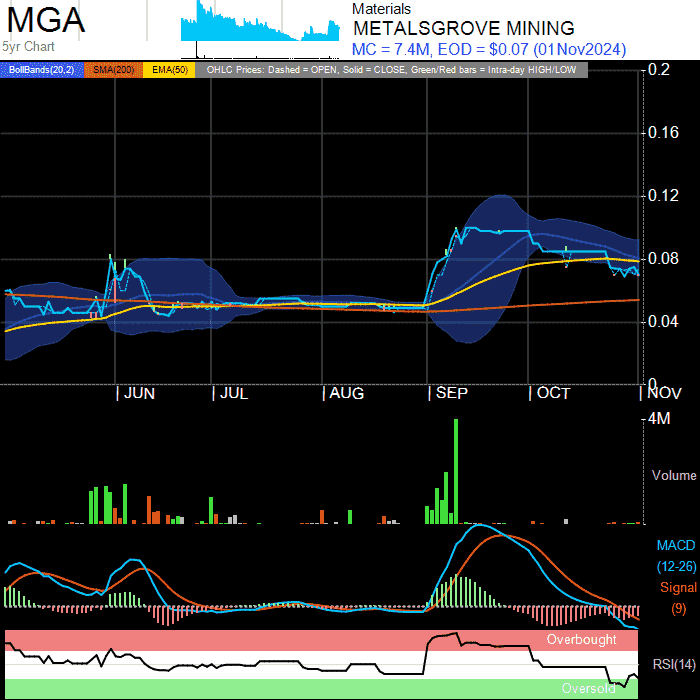 MGA
5yr Chart
Materials
METALSGROVE MINING
MC = 7.4M, EOD = $0.07 (01Nov2024)
BollBands(20,2) SMA(200) EMA(50) OHLC Prices: Dashed = OPEN, Solid = CLOSE, Green/Red bars = Intra-day HIGH/LOW
0.2
0.16
0.12
0.08
0.04
0
JUN JUL AUG SEP OCT NOV
4M
Volume
MACD
(12-26)
Signal
(9)
Overbought
RSI(14)
Oversold